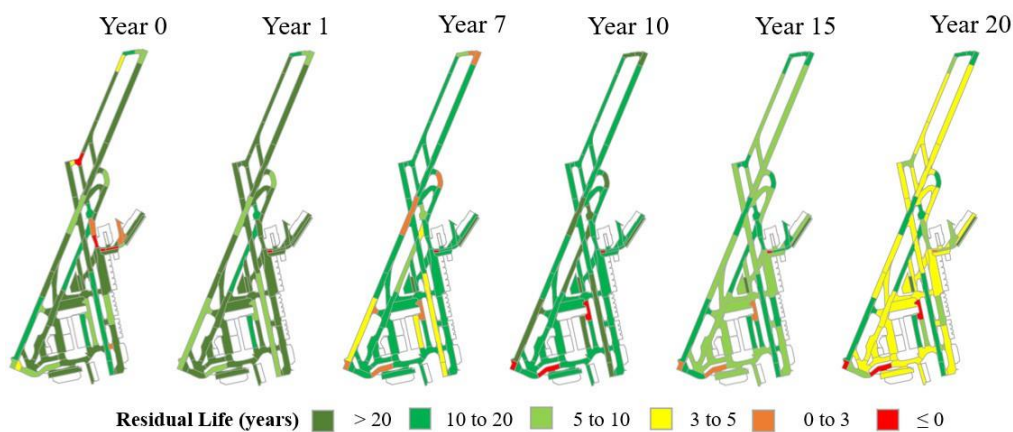 Year 0 Year 1 Year 7 Year 10 Year 15 Year 20
Residual Life (years) > 20 10 to 20 5 to 10 3 to 5 0 to 3 ≤ 0